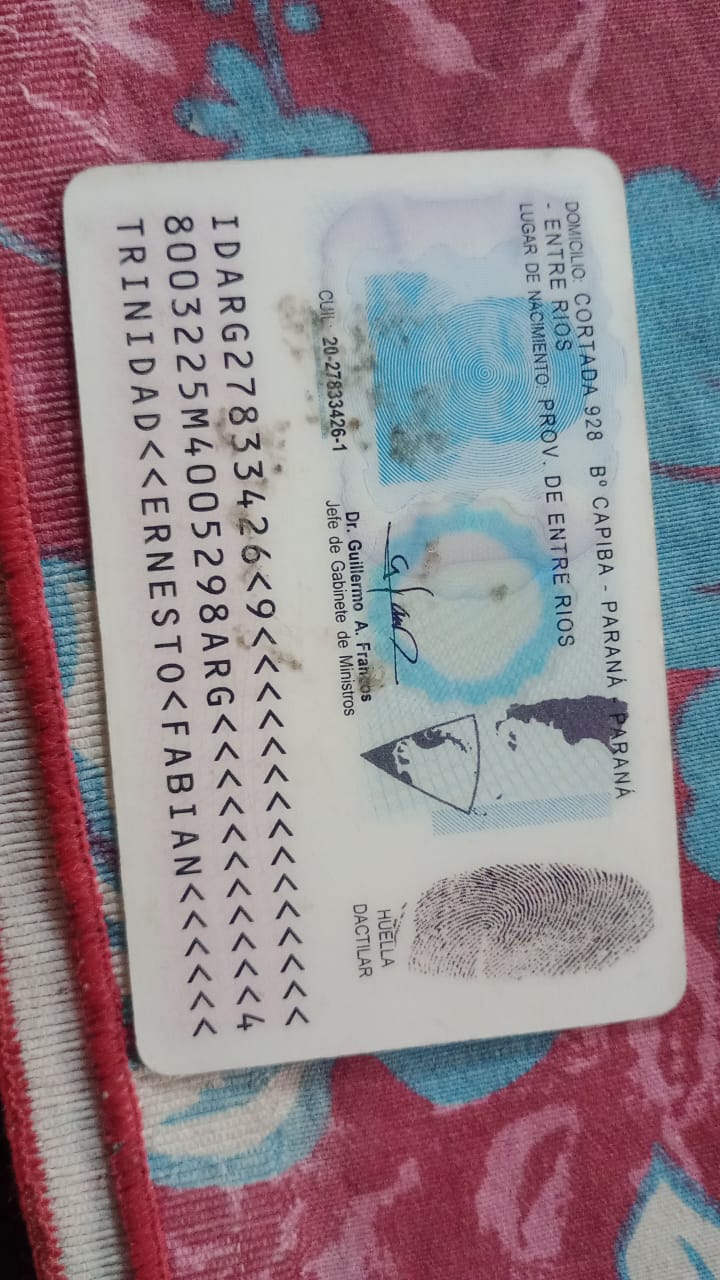 DOMICILIO: CORTADA 928 Bº CAPIBA - PARANÁ - PARANÁ
- ENTRE RÍOS
LUGAR DE NACIMIENTO: PROV. DE ENTRE RIOS
CUIL: 20-27833426-1
Dr. Guillermo A. Francos
Jefe de Gabinete de Ministros
HUELLA
DACTILAR
IDARG27833426<9<<<<<<<<<<<<<<<
8003225M4005298ARG<<<<<<<<<<<4
TRINIDAD<<ERNESTO<FABIAN<<<<<<